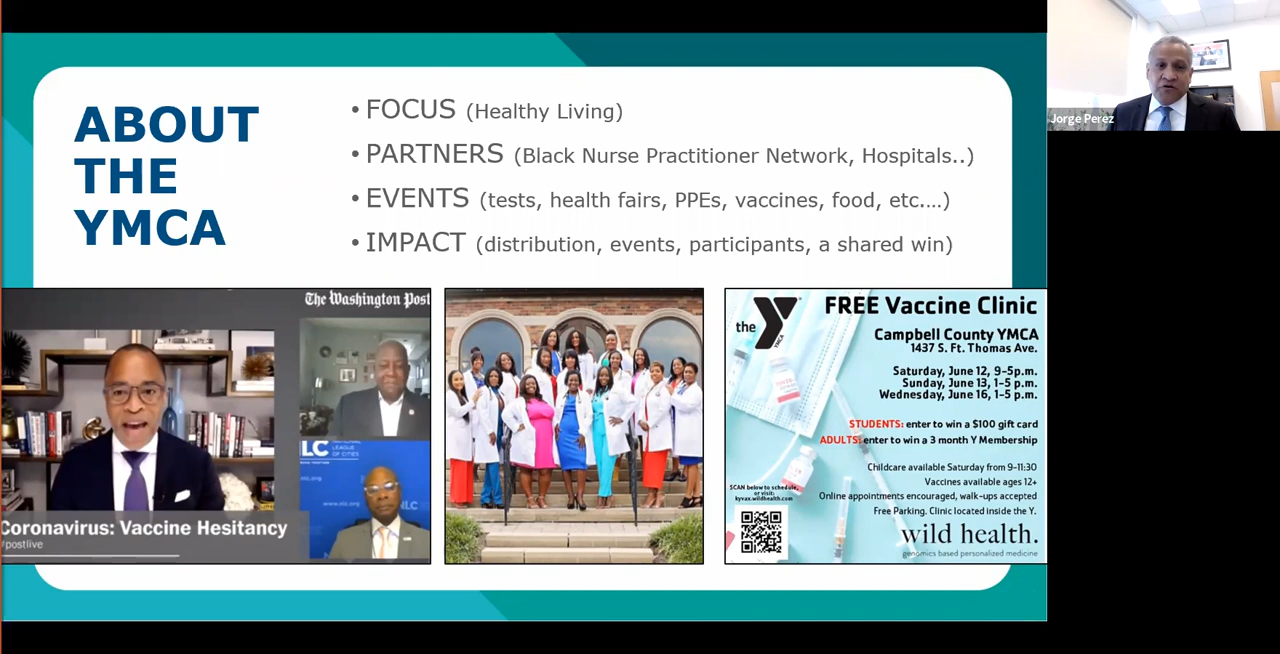 ABOUT
THE
YMCA
• FOCUS (Healthy Living)
• PARTNERS (Black Nurse Practitioner Network, Hospitals..)
• EVENTS (tests, health fairs, PPEs, vaccines, food, etc.…)
• IMPACT (distribution, events, participants, a shared win)
The Washington Post
LC
LEAGUE
OF CITIES
nlc.org
NLC
Coronavirus: Vaccine Hesitancy
#postlive
the
YMCA
FREE Vaccine Clinic
Campbell County YMCA
1437 S. Ft. Thomas Ave.
Saturday, June 12, 9-5p.m.
Sunday, June 13, 1-5 p.m.
Wednesday, June 16, 1-5 p.m.
STUDENTS: enter to win a $100 gift card
ADULTS: enter to win a 3 month Y Membership
Childcare available Saturday from 9-11:30
Vaccines available ages 12+
Online appointments encouraged, walk-ups accepted
Free Parking. Clinic located inside the Y.
SCAN below to schedule,
or visit:
kyvax.wildhealth.com
wild health.
genomics based personalized medicine
Jorge Perez